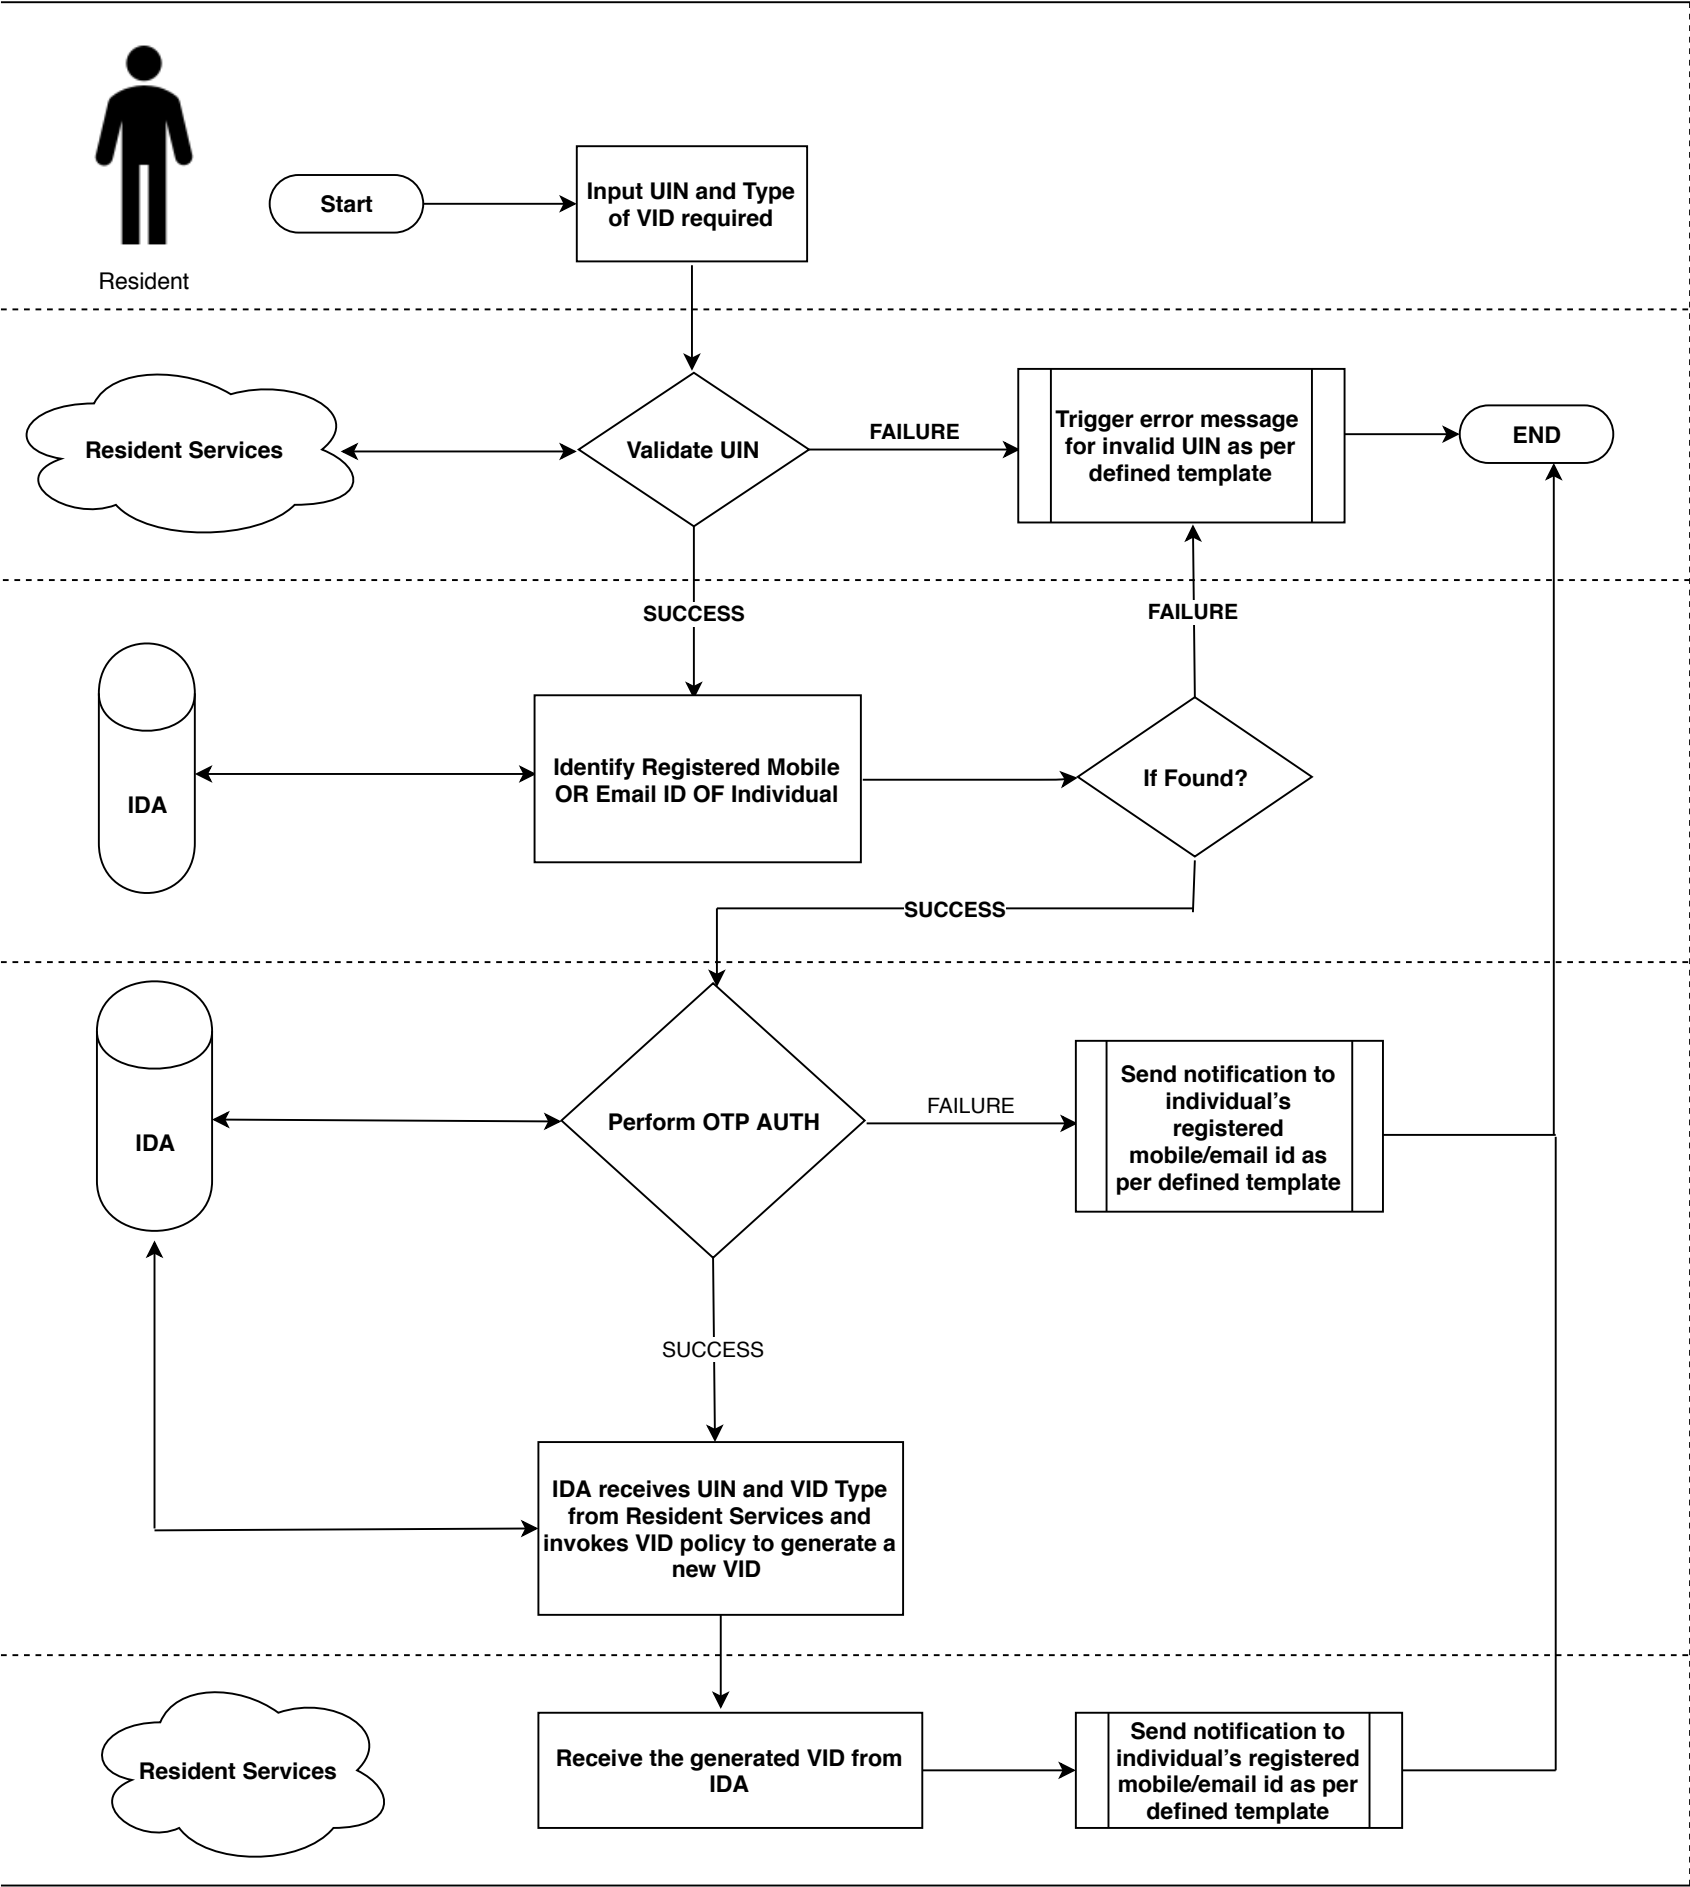 Start
Input UIN and Type
of VID required
Resident
Resident Services
Validate UIN
FAILURE
Trigger error message
for invalid UIN as per
defined template
END
SUCCESS
FAILURE
IDA
Identify Registered Mobile
OR Email ID OF Individual
If Found?
SUCCESS
IDA
Perform OTP AUTH
FAILURE
Send notification to
individual’s
registered
mobile/email id as
per defined template
SUCCESS
IDA receives UIN and VID Type
from Resident Services and
invokes VID policy to generate a
new VID
Resident Services
Receive the generated VID from
IDA
Send notification to
individual’s registered
mobile/email id as per
defined template